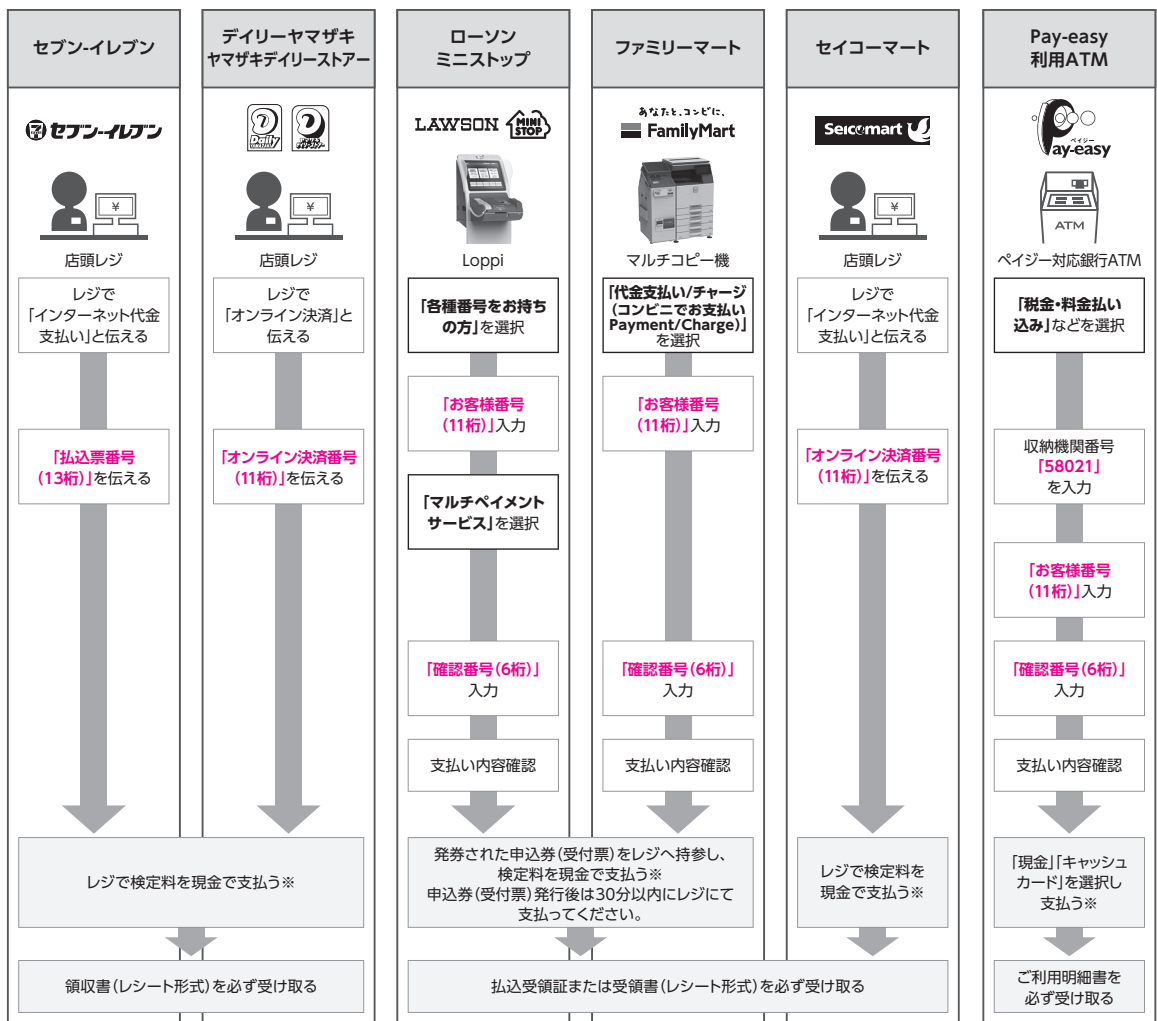 セブン-イレブン
セブン-イレブン
店頭レジ
レジで
「インターネット代金
支払い」と伝える
「払込票番号
(13桁)」を伝える
デイリーヤマザキ
ヤマザキデイリーストアー
Daily
店頭レジ
レジで
「オンライン決済」と
伝える
「オンライン決済番号
(11桁)」を伝える
レジで検定料を現金で支払う※
領収書(レシート形式)を必ず受け取る
ローソン
ミニストップ
LAWSON
MINI
STOP
Loppi
「各種番号をお持ち
の方」を選択
「お客様番号
(11桁)」入力
「マルチペイメント
サービス」を選択
「確認番号(6桁)」
入力
支払い内容確認
ファミリーマート
あなたと、コンビに、
FamilyMart
マルチコピー機
「代金支払い/チャージ
(コンビニでお支払い
Payment/Charge)」
を選択
「お客様番号
(11桁)」入力
「確認番号(6桁)」
入力
支払い内容確認
発券された申込券(受付票)をレジへ持参し、
検定料を現金で支払う※
申込券(受付票)発行後は30分以内にレジにて
支払ってください。
セイコーマート
Seicomart
店頭レジ
レジで
「インターネット代金
支払い」と伝える
「オンライン決済番号
(11桁)」を伝える
レジで検定料を
現金で支払う※
払込受領証または受領書(レシート形式)を必ず受け取る
Pay-easy
利用ATM
ペイジー
Pay-easy
ATM
ペイジー対応銀行ATM
「税金・料金払い
込み」などを選択
収納機関番号
「58021」
を入力
「お客様番号
(11桁)」入力
「確認番号(6桁)」
入力
支払い内容確認
「現金」「キャッシュ
カード」を選択し
支払う※
ご利用明細書を
必ず受け取る